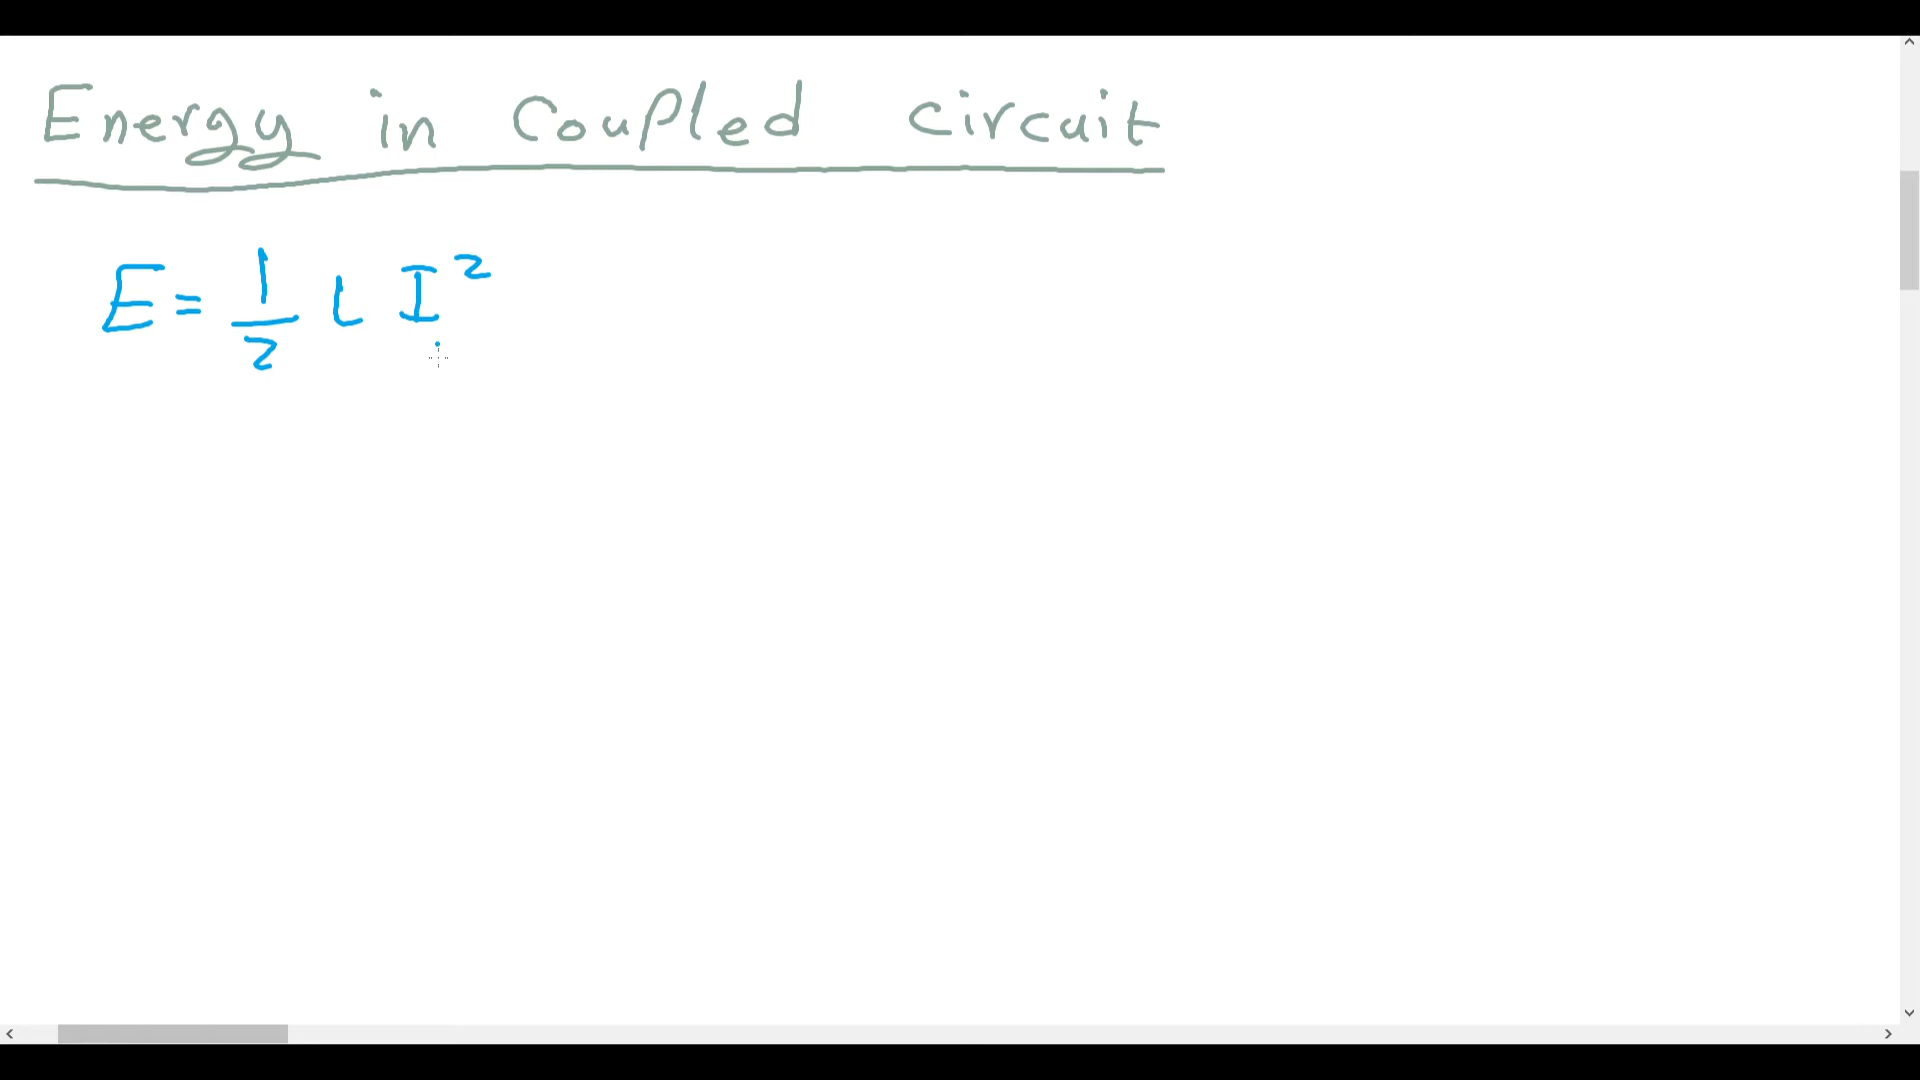 Energy in Coupled circuit
E = 1/2 L I²